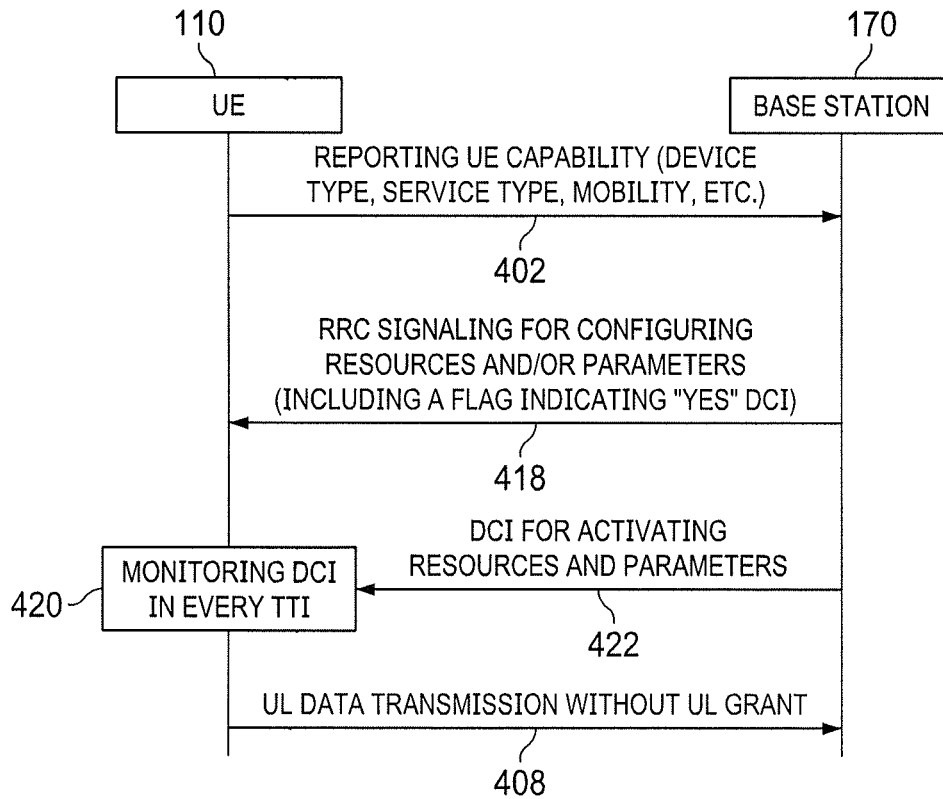 110
170
UE
BASE STATION
REPORTING UE CAPABILITY (DEVICE
TYPE, SERVICE TYPE, MOBILITY, ETC.)
402
RRC SIGNALING FOR CONFIGURING
RESOURCES AND/OR PARAMETERS
(INCLUDING A FLAG INDICATING "YES" DCI)
418
DCI FOR ACTIVATING
RESOURCES AND PARAMETERS
422
420
MONITORING DCI
IN EVERY TTI
UL DATA TRANSMISSION WITHOUT UL GRANT
408